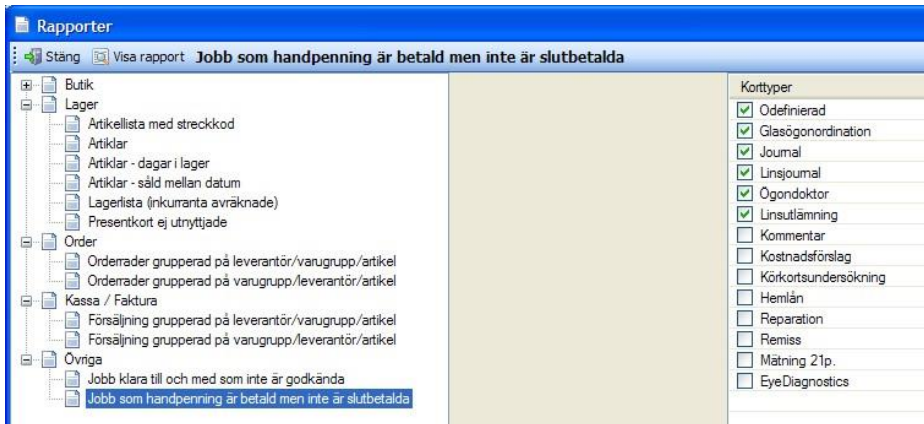 Rapporter
Stäng Visa rapport Jobb som handpenning är betald men inte är slutbetalda
Butik
Lager
Artikellista med streckkod
Artiklar
Artiklar - dagar i lager
Artiklar - såld mellan datum
Lagerlista (inkurranta avräknade)
Presentkort ej utnyttjade
Order
Orderrader grupperad på leverantör/varugrupp/artikel
Orderrader grupperad på varugrupp/leverantör/artikel
Kassa / Faktura
Försäljning grupperad på leverantör/varugrupp/artikel
Försäljning grupperad på varugrupp/leverantör/artikel
Övriga
Jobb klara till och med som inte är godkända
Jobb som handpenning är betald men inte är slutbetalda
Korttyper
Odefinierad
Glasögonordination
Journal
Linsjournal
Ögondoktor
Linsutlämning
Kommentar
Kostnadsförslag
Körkortsundersökning
Hemlån
Reparation
Remiss
Mätning 21p.
EyeDiagnostics